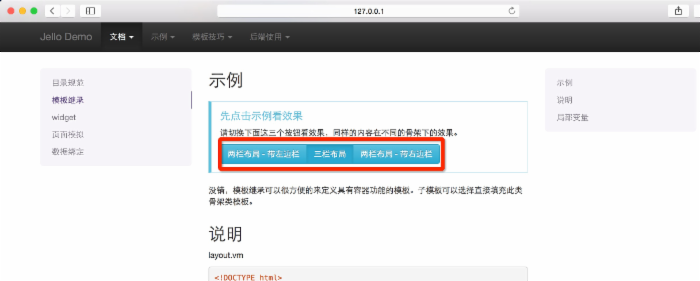 127.0.0.1
Jello Demo 文档 示例 模板技巧 后端使用
目录规范
模板继承
widget
页面模拟
数据绑定
示例
先点击示例看效果
请切换下面这三个按钮看效果，同样的内容在不同的骨架下的效果。
两栏布局 - 带左边栏 三栏布局 两栏布局 - 带右边栏
没错，模板继承可以很方便的来定义具有容器功能的模板。子模板可以选择直接填充此类
骨架类模板。
说明
layout.vm
<!DOCTYPE html>
示例
说明
局部变量